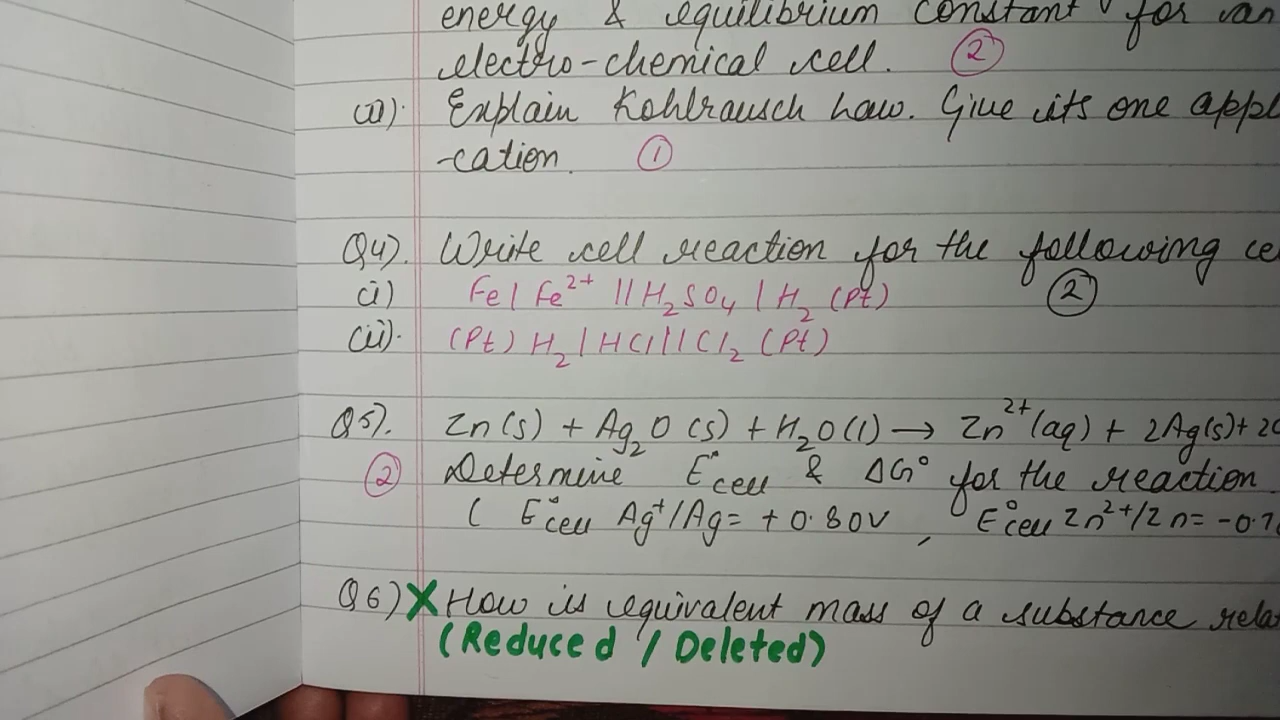 energy & equilibrium constant for an
electro-chemical cell. (2)
(ii). Explain Kohlrausch Law. Give its one appl
-cation. (1)
Q4). Write cell reaction for the following ce
(i) Fe | Fe²⁺ || H₂SO₄ | H₂ (Pt) (2)
(ii). (Pt) H₂ | HCl || Cl₂ (Pt)
Q5). Zn(s) + Ag₂O (s) + H₂O(l) → Zn²⁺(aq) + 2Ag(s) + 2O
(2) Determine E°cell & ΔG° for the reaction.
( E°cell Ag⁺/Ag = +0.80V , E°cell Zn²⁺/Zn = -0.7
Q6) X How is equivalent mass of a substance rela
(Reduced / Deleted)